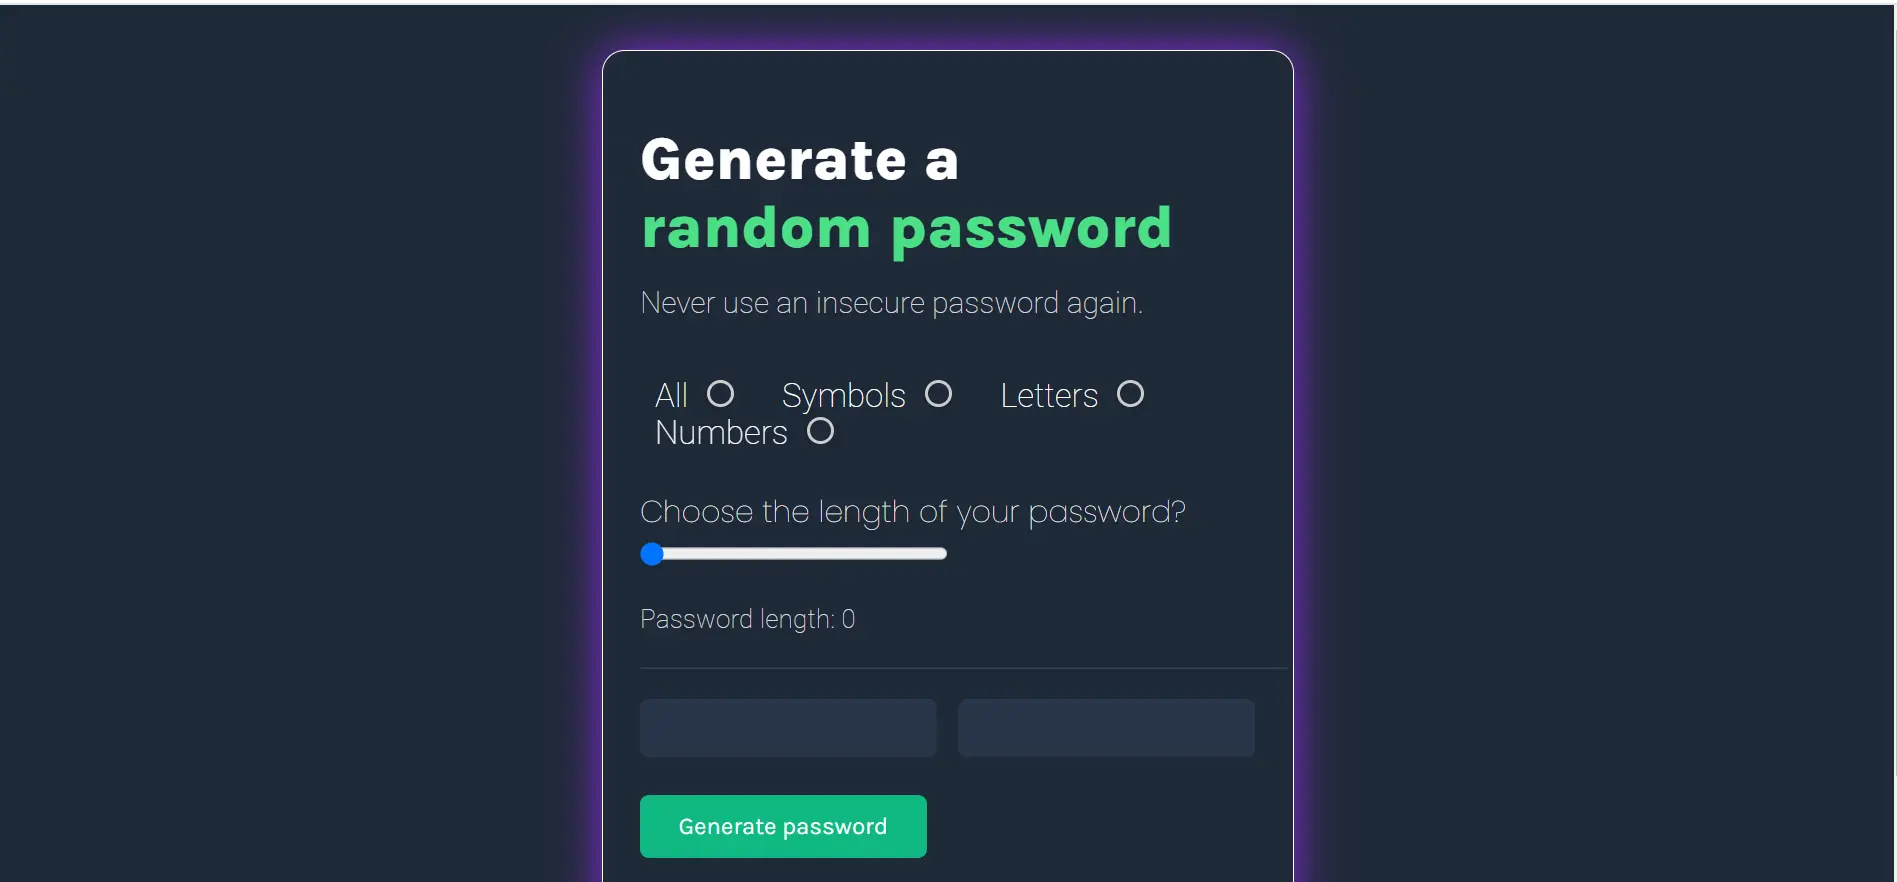 Generate a
random password
Never use an insecure password again.
All Symbols Letters
Numbers
Choose the length of your password?
Password length: 0
Generate password